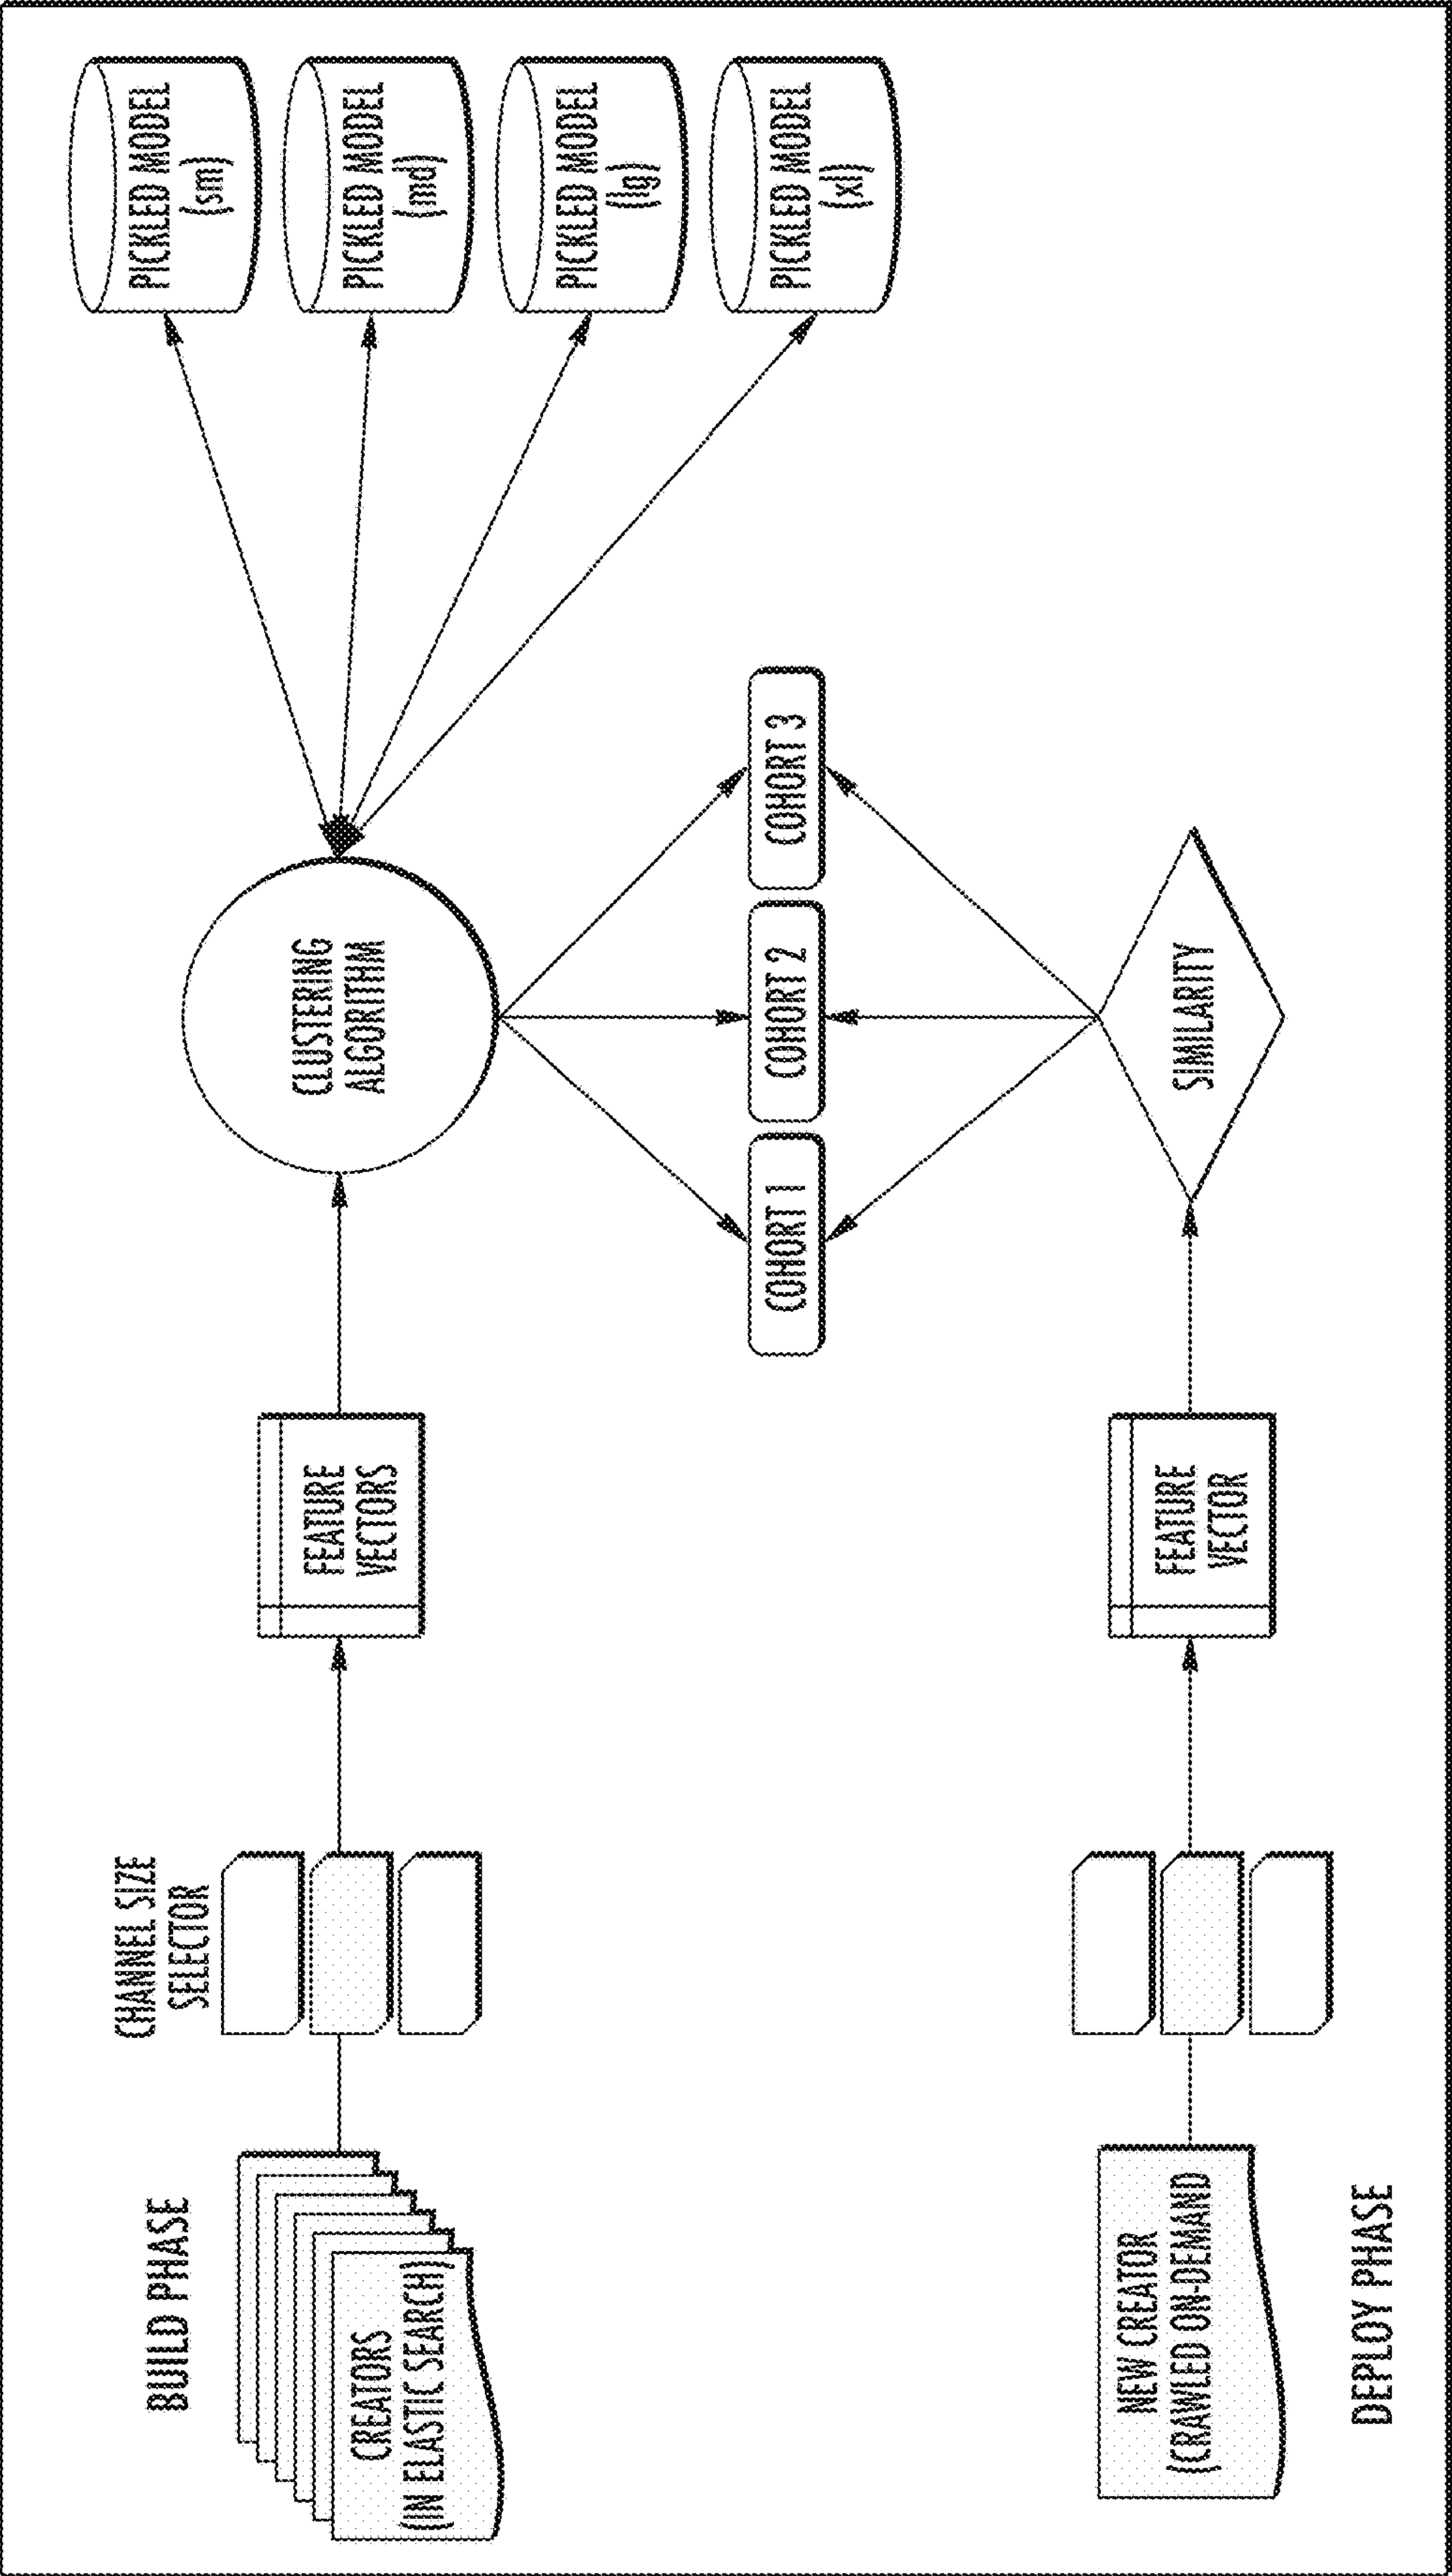 BUILD PHASE
CREATORS
(IN ELASTIC SEARCH)
CHANNEL SIZE
SELECTOR
FEATURE
VECTORS
CLUSTERING
ALGORITHM
PICKLED MODEL
(sm)
PICKLED MODEL
(md)
PICKLED MODEL
(lg)
PICKLED MODEL
(xl)
COHORT 1
COHORT 2
COHORT 3
NEW CREATOR
(CRAWLED ON-DEMAND)
FEATURE
VECTOR
SIMILARITY
DEPLOY PHASE